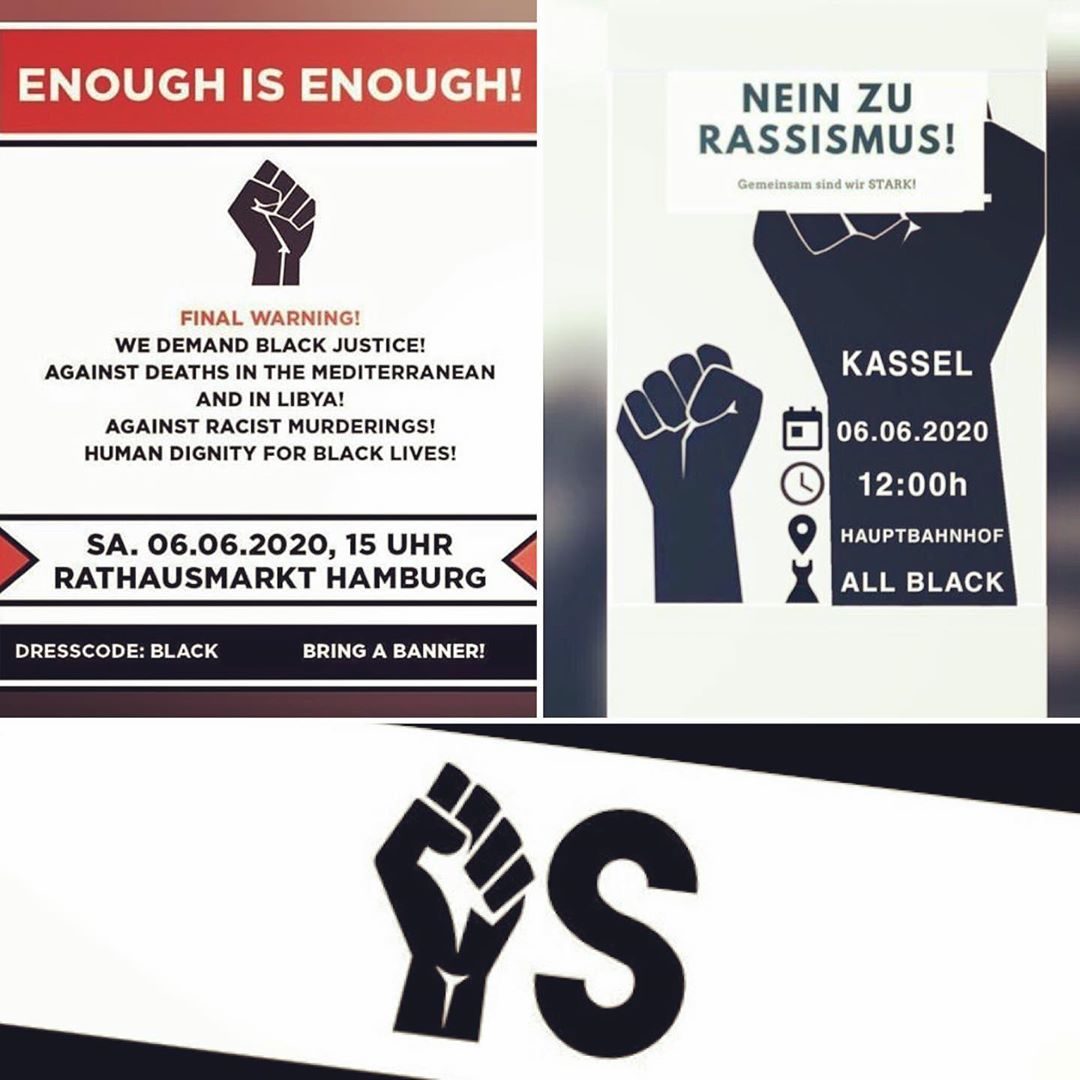 ENOUGH IS ENOUGH!
FINAL WARNING!
WE DEMAND BLACK JUSTICE!
AGAINST DEATHS IN THE MEDITERRANEAN
AND IN LIBYA!
AGAINST RACIST MURDERINGS!
HUMAN DIGNITY FOR BLACK LIVES!
SA. 06.06.2020, 15 UHR
RATHAUSMARKT HAMBURG
DRESSCODE: BLACK
BRING A BANNER!
NEIN ZU
RASSISMUS!
Gemeinsam sind wir STARK!
KASSEL
06.06.2020
12:00h
HAUPTBAHNHOF
ALL BLACK
S